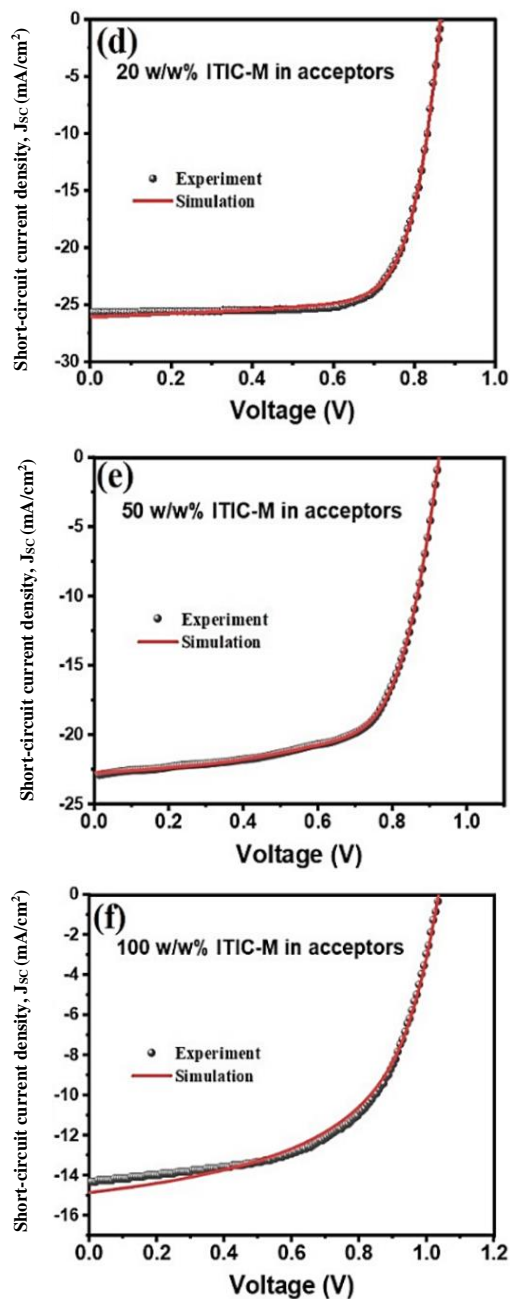 (d)
20 w/w% ITIC-M in acceptors
Experiment
Simulation
Short-circuit current density, JSC (mA/cm²)
0
-5
-10
-15
-20
-25
-30
0.0 0.2 0.4 0.6 0.8 1.0
Voltage (V)
(e)
50 w/w% ITIC-M in acceptors
Experiment
Simulation
Short-circuit current density, JSC (mA/cm²)
0
-5
-10
-15
-20
-25
0.0 0.2 0.4 0.6 0.8 1.0
Voltage (V)
(f)
100 w/w% ITIC-M in acceptors
Experiment
Simulation
Short-circuit current density, JSC (mA/cm²)
0
-2
-4
-6
-8
-10
-12
-14
-16
0.0 0.2 0.4 0.6 0.8 1.0 1.2
Voltage (V)